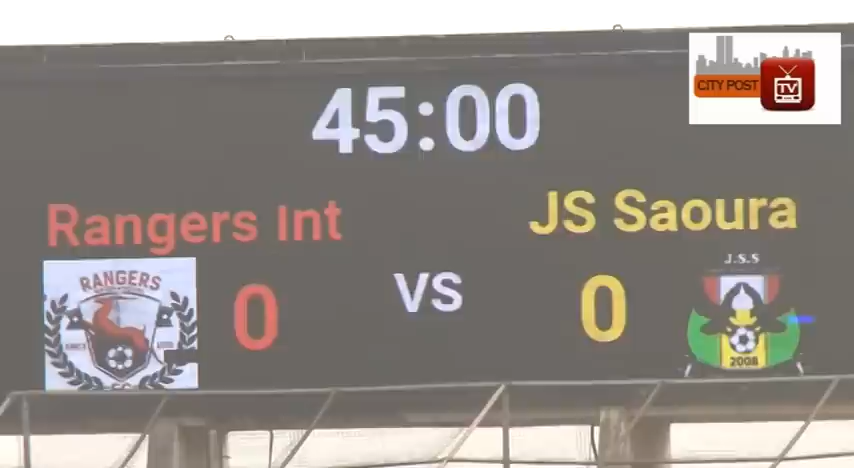 CITY POST TV
45:00
Rangers Int JS Saoura
RANGERS 0 VS 0 J.S.S
2008